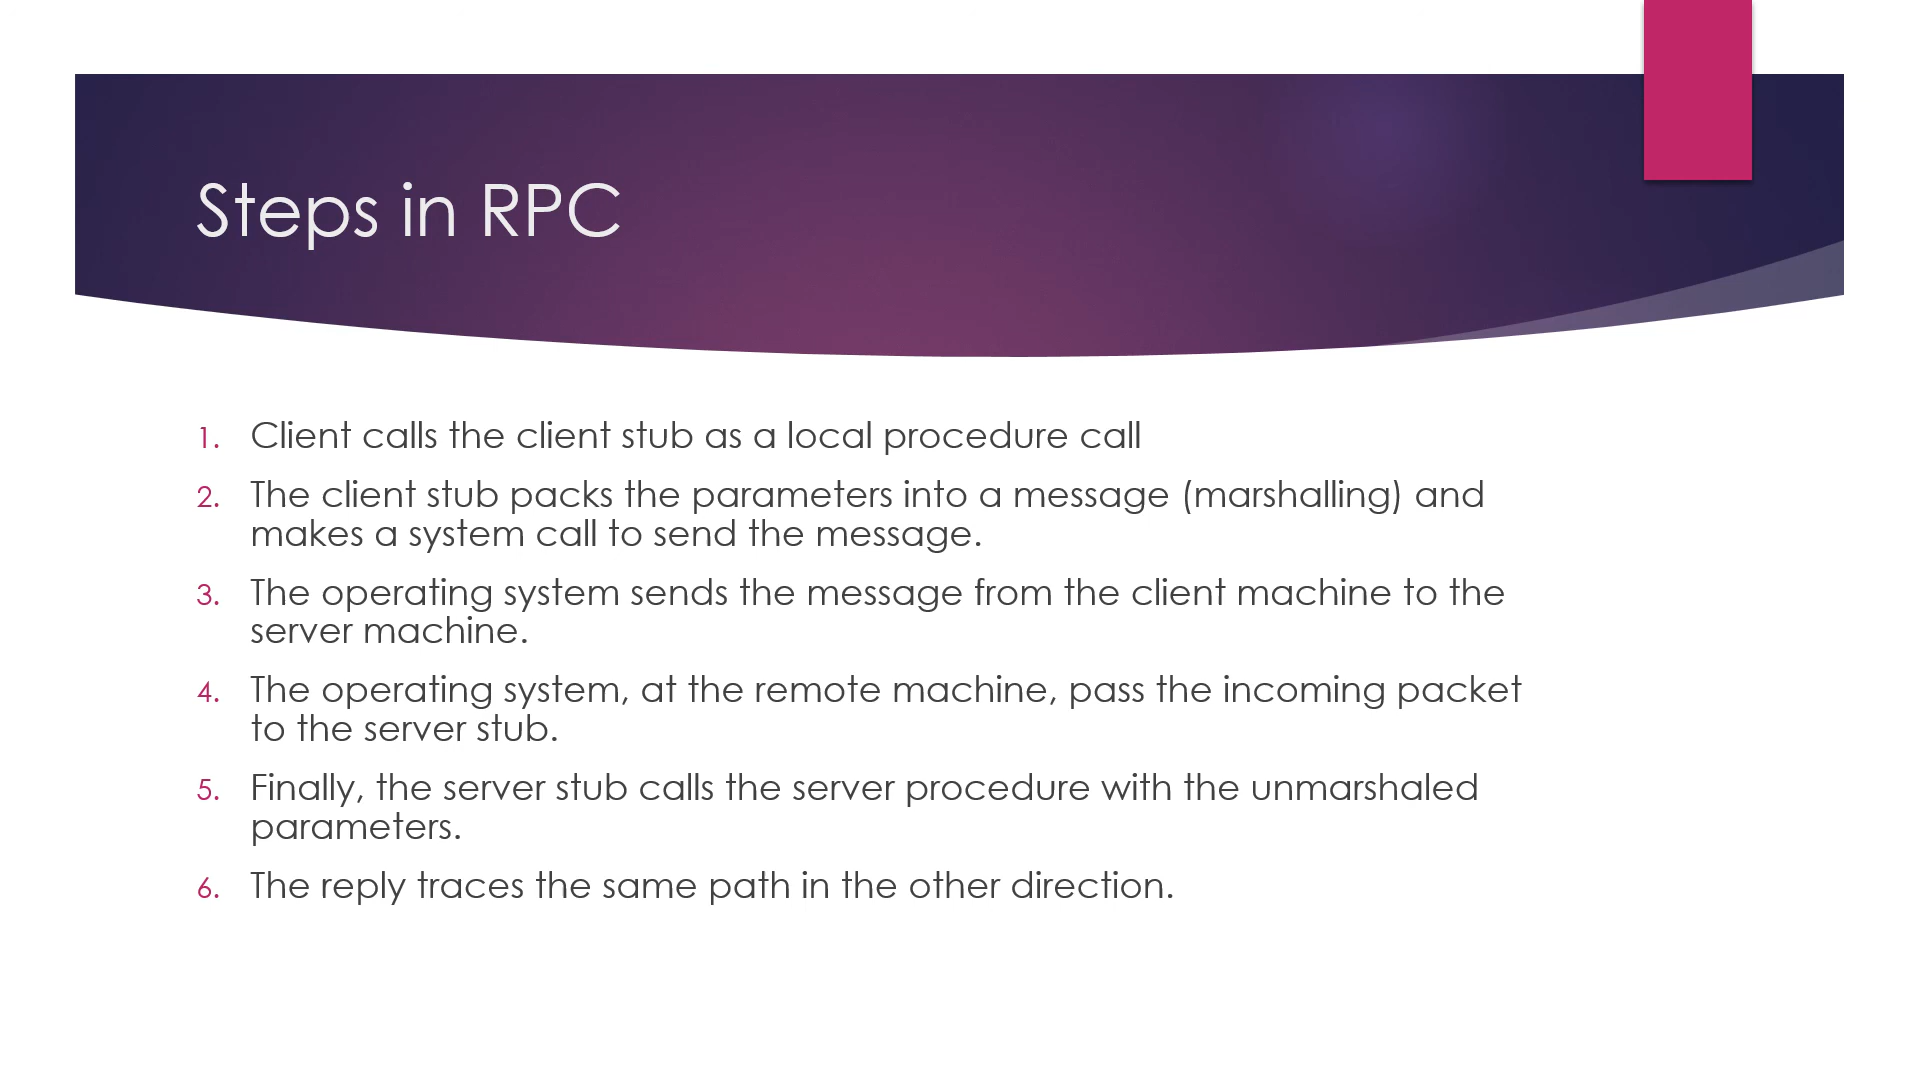 Steps in RPC
1. Client calls the client stub as a local procedure call
2. The client stub packs the parameters into a message (marshalling) and
makes a system call to send the message.
3. The operating system sends the message from the client machine to the
server machine.
4. The operating system, at the remote machine, pass the incoming packet
to the server stub.
5. Finally, the server stub calls the server procedure with the unmarshaled
parameters.
6. The reply traces the same path in the other direction.